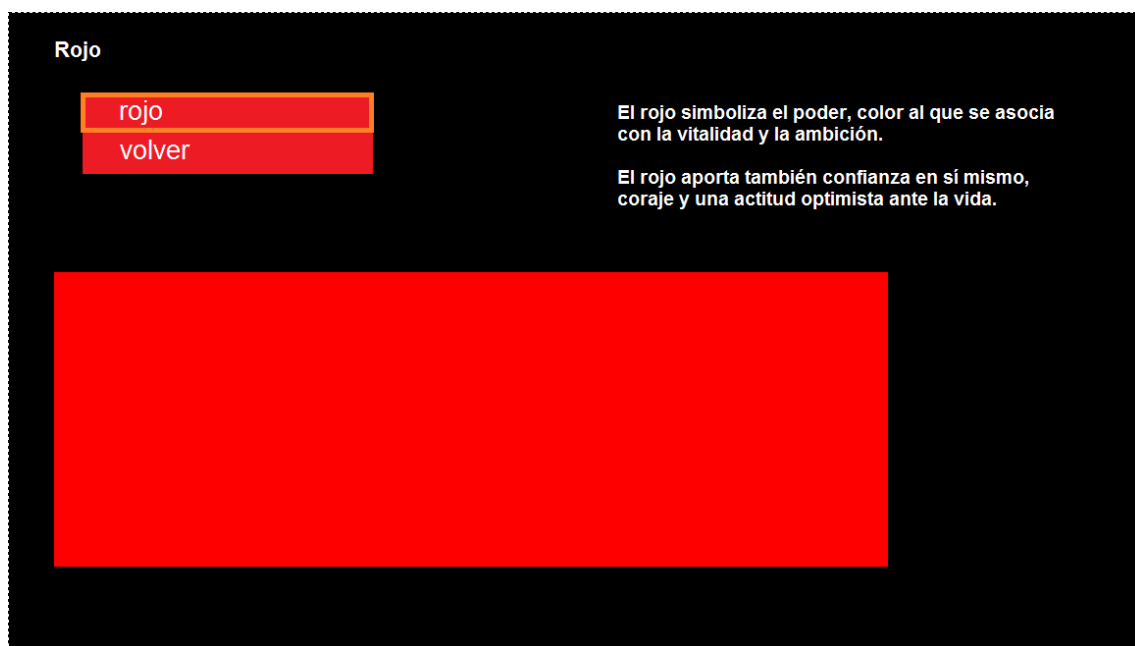 Rojo
rojo
volver
El rojo simboliza el poder, color al que se asocia
con la vitalidad y la ambición.
El rojo aporta también confianza en sí mismo,
coraje y una actitud optimista ante la vida.